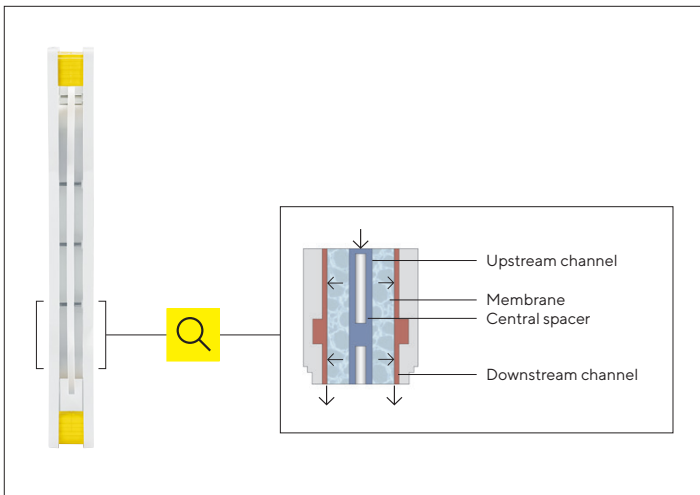 Upstream channel
Membrane
Central spacer
Downstream channel